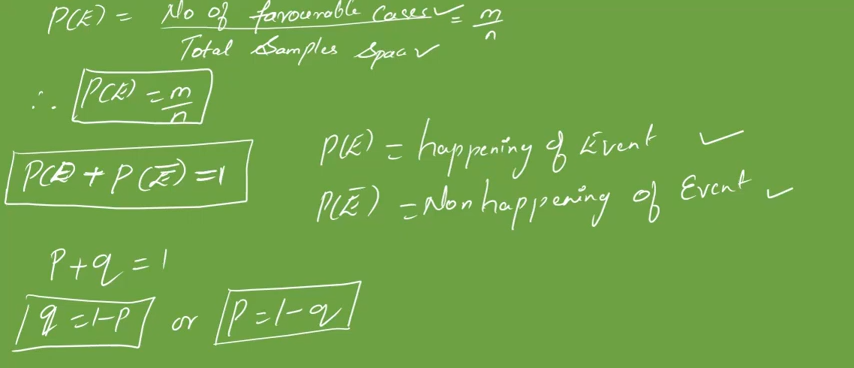 P(E) = No of favourable Cases = m/n
Total Samples Space
∴ P(E) = m/n
P(E + P(Ē) = 1
P(E) = happening of Event ✓
P(Ē) = Non happening of Event ✓
P + q = 1
q = 1 - P or P = 1 - q